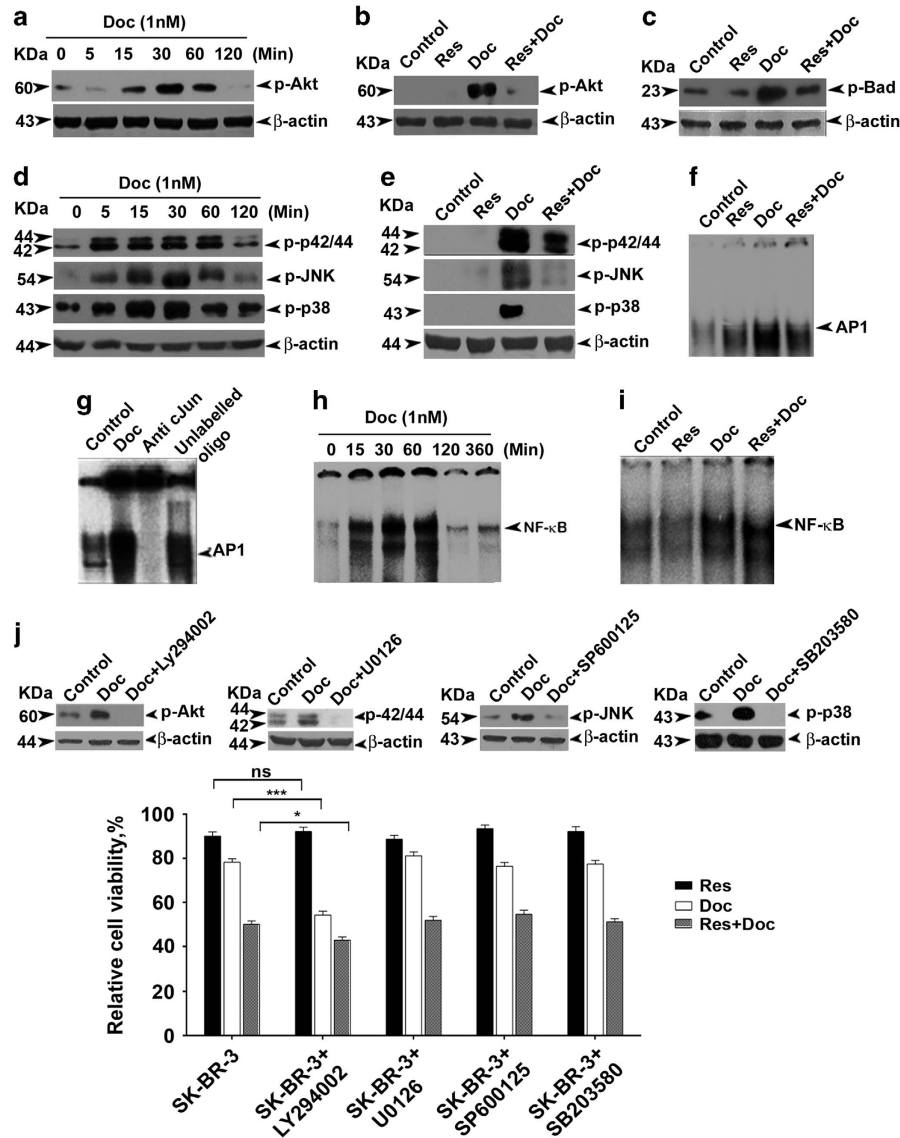 a
Doc (1nM)
KDa 0 5 15 30 60 120 (Min)
60 p-Akt
43 β-actin
b
Control Res Doc Res+Doc
KDa
60 p-Akt
43 β-actin
c
Control Res Doc Res+Doc
KDa
23 p-Bad
43 β-actin
d
Doc (1nM)
KDa 0 5 15 30 60 120 (Min)
44
42 p-p42/44
54 p-JNK
43 p-p38
44 β-actin
e
Control Res Doc Res+Doc
KDa
44
42 p-p42/44
54 p-JNK
43 p-p38
44 β-actin
f
Control Res Doc Res+Doc
AP1
g
Control Doc Anti cJun Unlabelled oligo
AP1
h
Doc (1nM)
0 15 30 60 120 360 (Min)
NF-κB
i
Control Res Doc Res+Doc
NF-κB
j
Control Doc Doc+Ly294002
KDa
60 p-Akt
44 β-actin
Control Doc Doc+U0126
KDa
44
42 p-42/44
44 β-actin
Control Doc Doc+SP600125
KDa
54 p-JNK
43 β-actin
Control Doc Doc+SB203580
KDa
43 p-p38
43 β-actin
ns
***
*
Relative cell viability,%
100
80
60
40
20
0
Res
Doc
Res+Doc
SK-BR-3
SK-BR-3+
LY294002
SK-BR-3+
U0126
SK-BR-3+
SP600125
SK-BR-3+
SB203580